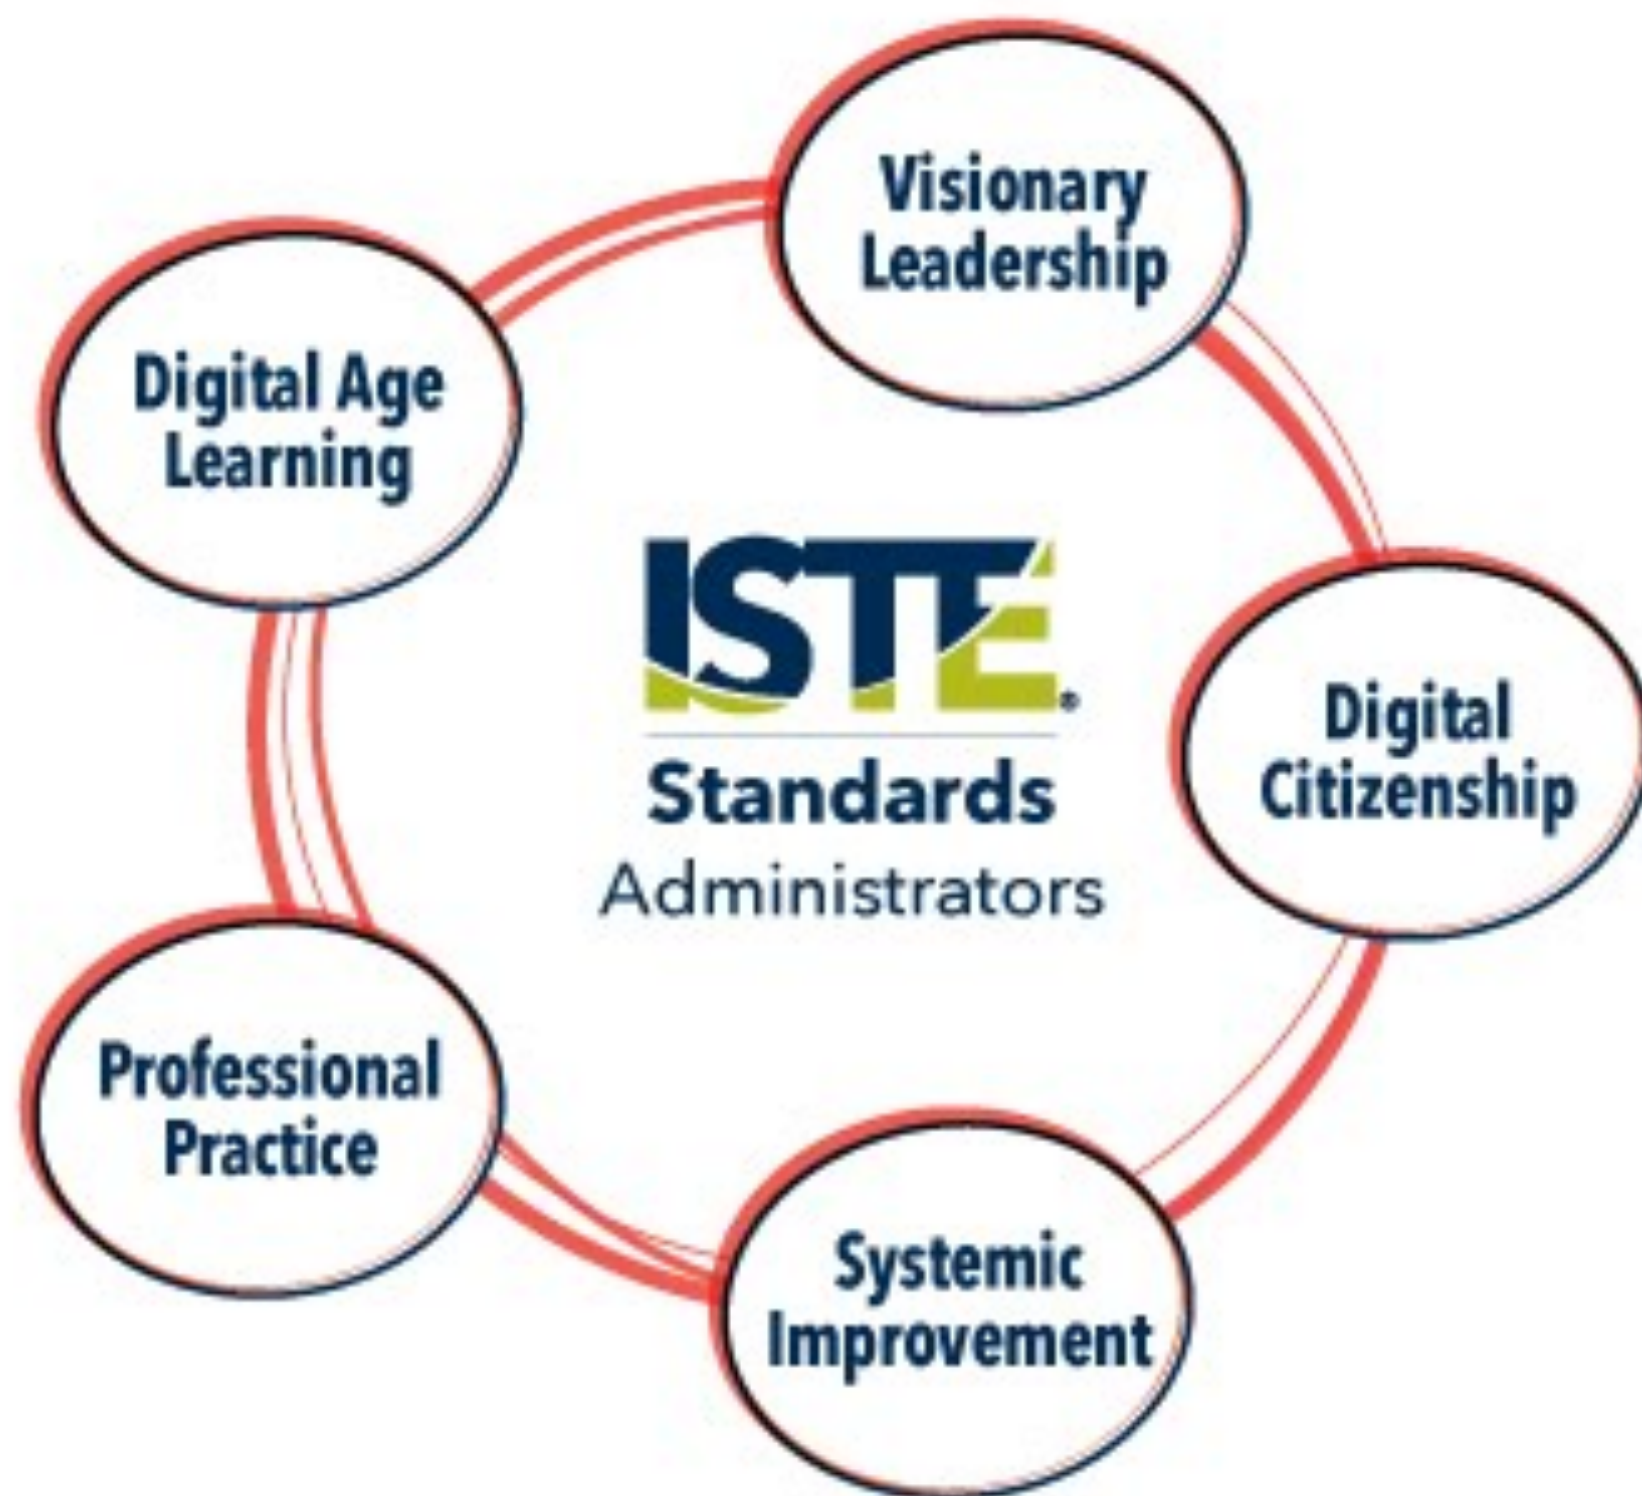 Visionary
Leadership
Digital Age
Learning
ISTE®
Standards
Administrators
Digital
Citizenship
Professional
Practice
Systemic
Improvement